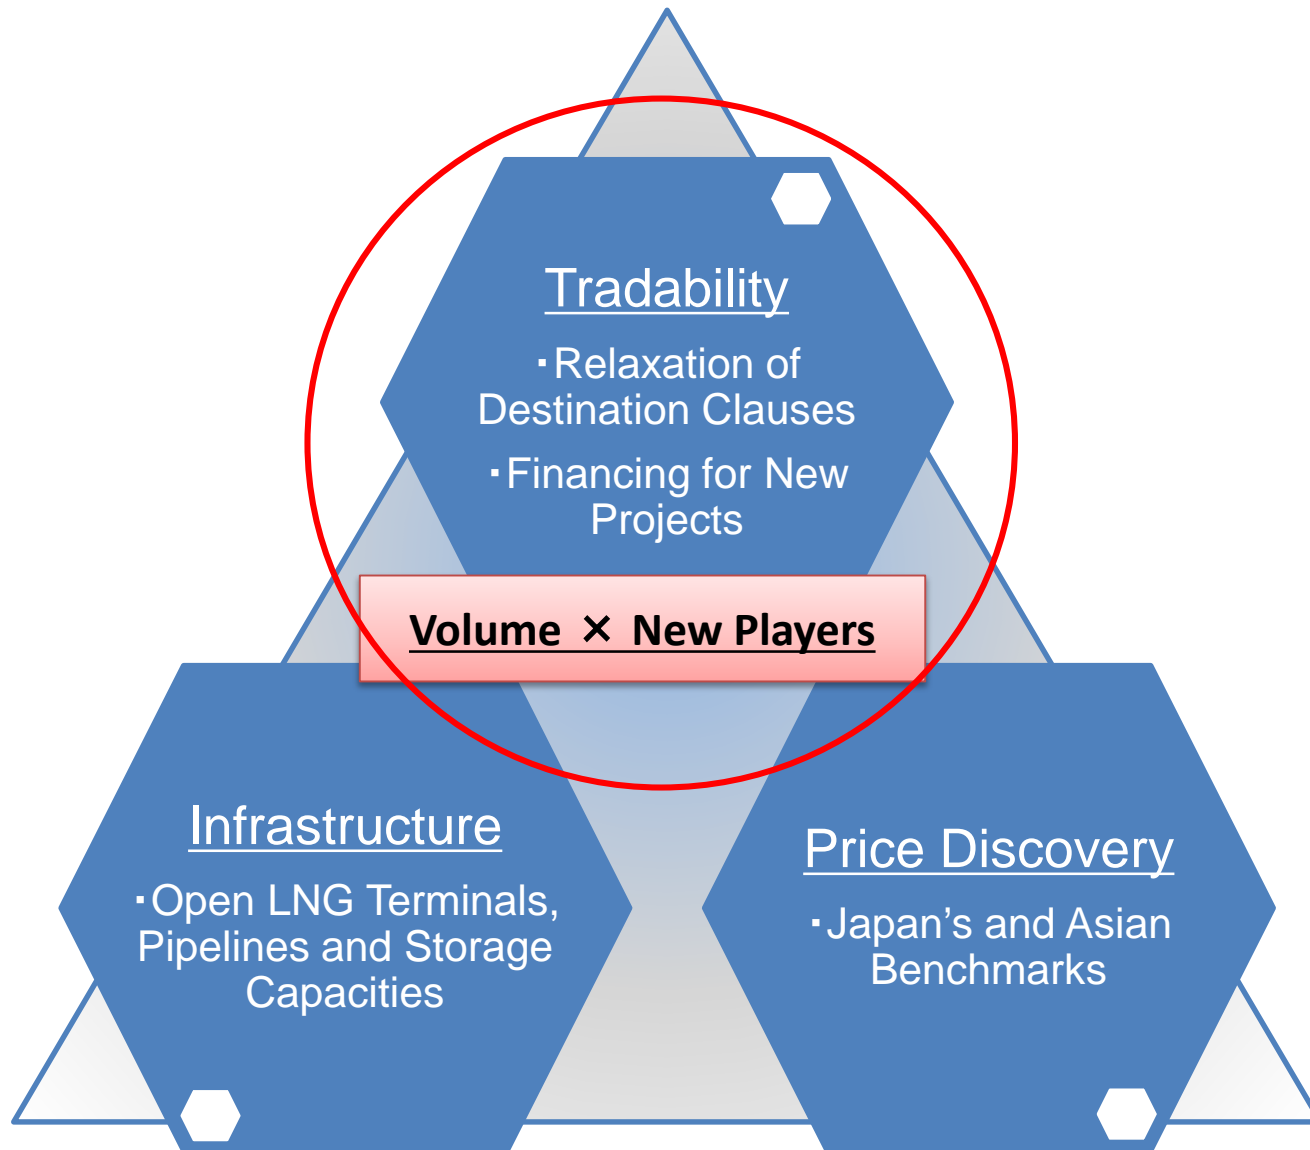 Tradability
▪Relaxation of
Destination Clauses
▪Financing for New
Projects
Volume × New Players
Infrastructure
▪Open LNG Terminals,
Pipelines and Storage
Capacities
Price Discovery
▪Japan’s and Asian
Benchmarks